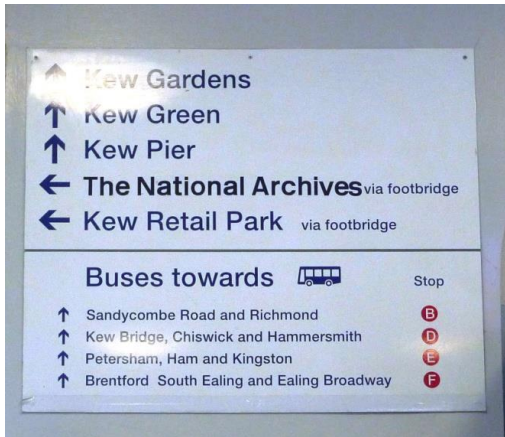 ↑ Kew Gardens
↑ Kew Green
↑ Kew Pier
← The National Archives via footbridge
← Kew Retail Park via footbridge
Buses towards Stop
↑ Sandycombe Road and Richmond B
↑ Kew Bridge, Chiswick and Hammersmith D
↑ Petersham, Ham and Kingston E
↑ Brentford South Ealing and Ealing Broadway F